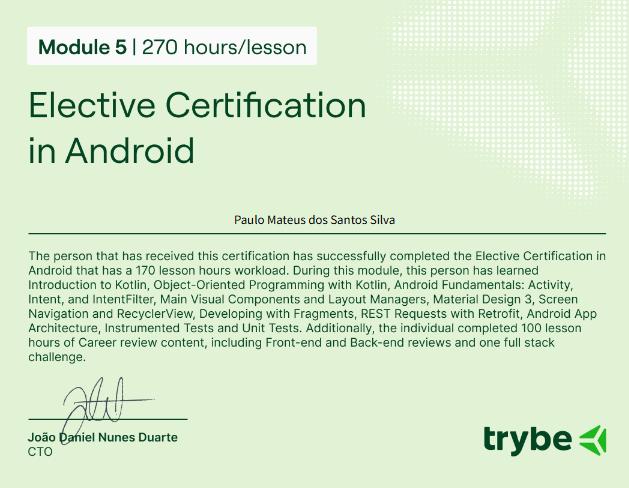 Module 5 | 270 hours/lesson
Elective Certification
in Android
Paulo Mateus dos Santos Silva
The person that has received this certification has successfully completed the Elective Certification in
Android that has a 170 lesson hours workload. During this module, this person has learned
Introduction to Kotlin, Object-Oriented Programming with Kotlin, Android Fundamentals: Activity,
Intent, and IntentFilter, Main Visual Components and Layout Managers, Material Design 3, Screen
Navigation and RecyclerView, Developing with Fragments, REST Requests with Retrofit, Android App
Architecture, Instrumented Tests and Unit Tests. Additionally, the individual completed 100 lesson
hours of Career review content, including Front-end and Back-end reviews and one full stack
challenge.
João Daniel Nunes Duarte
CTO
trybe